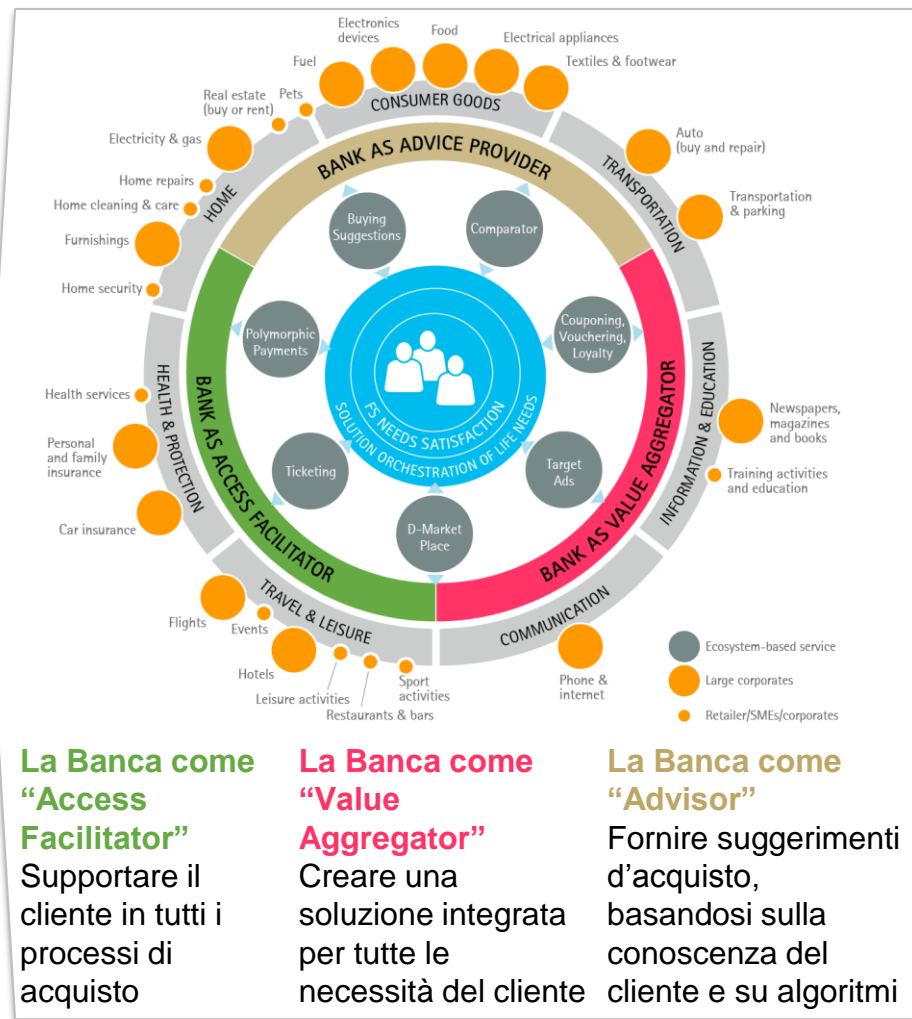 Electronics
devices
Food
Electrical appliances
Fuel
Textiles & footwear
Pets
Real estate
(buy or rent)
CONSUMER GOODS
Electricity & gas
Auto
(buy and repair)
BANK AS ADVICE PROVIDER
TRANSPORTATION
Home repairs
HOME
Home cleaning & care
Transportation
& parking
Furnishings
Buying
Suggestions
Comparator
Home security
Polymorphic
Payments
Couponing,
Vouchering,
Loyalty
HEALTH & PROTECTION
BANK AS ACCESS FACILITATOR
FS NEEDS SATISFACTION
SOLUTION ORCHESTRATION OF LIFE NEEDS
BANK AS VALUE AGGREGATOR
INFORMATION & EDUCATION
Health services
Newspapers,
magazines
and books
Personal
and family
insurance
Ticketing
Target
Ads
Training activities
and education
Car insurance
D-Market
Place
TRAVEL & LEISURE
COMMUNICATION
Flights
Events
Hotels
Leisure activities
Restaurants & bars
Sport
activities
Phone &
internet
Ecosystem-based service
Large corporates
Retailer/SMEs/corporates
La Banca come
“Access
Facilitator”
Supportare il
cliente in tutti i
processi di
acquisto
La Banca come
“Value
Aggregator”
Creare una
soluzione integrata
per tutte le
necessità del cliente
La Banca come
“Advisor”
Fornire suggerimenti
d’acquisto,
basandosi sulla
conoscenza del
cliente e su algoritmi